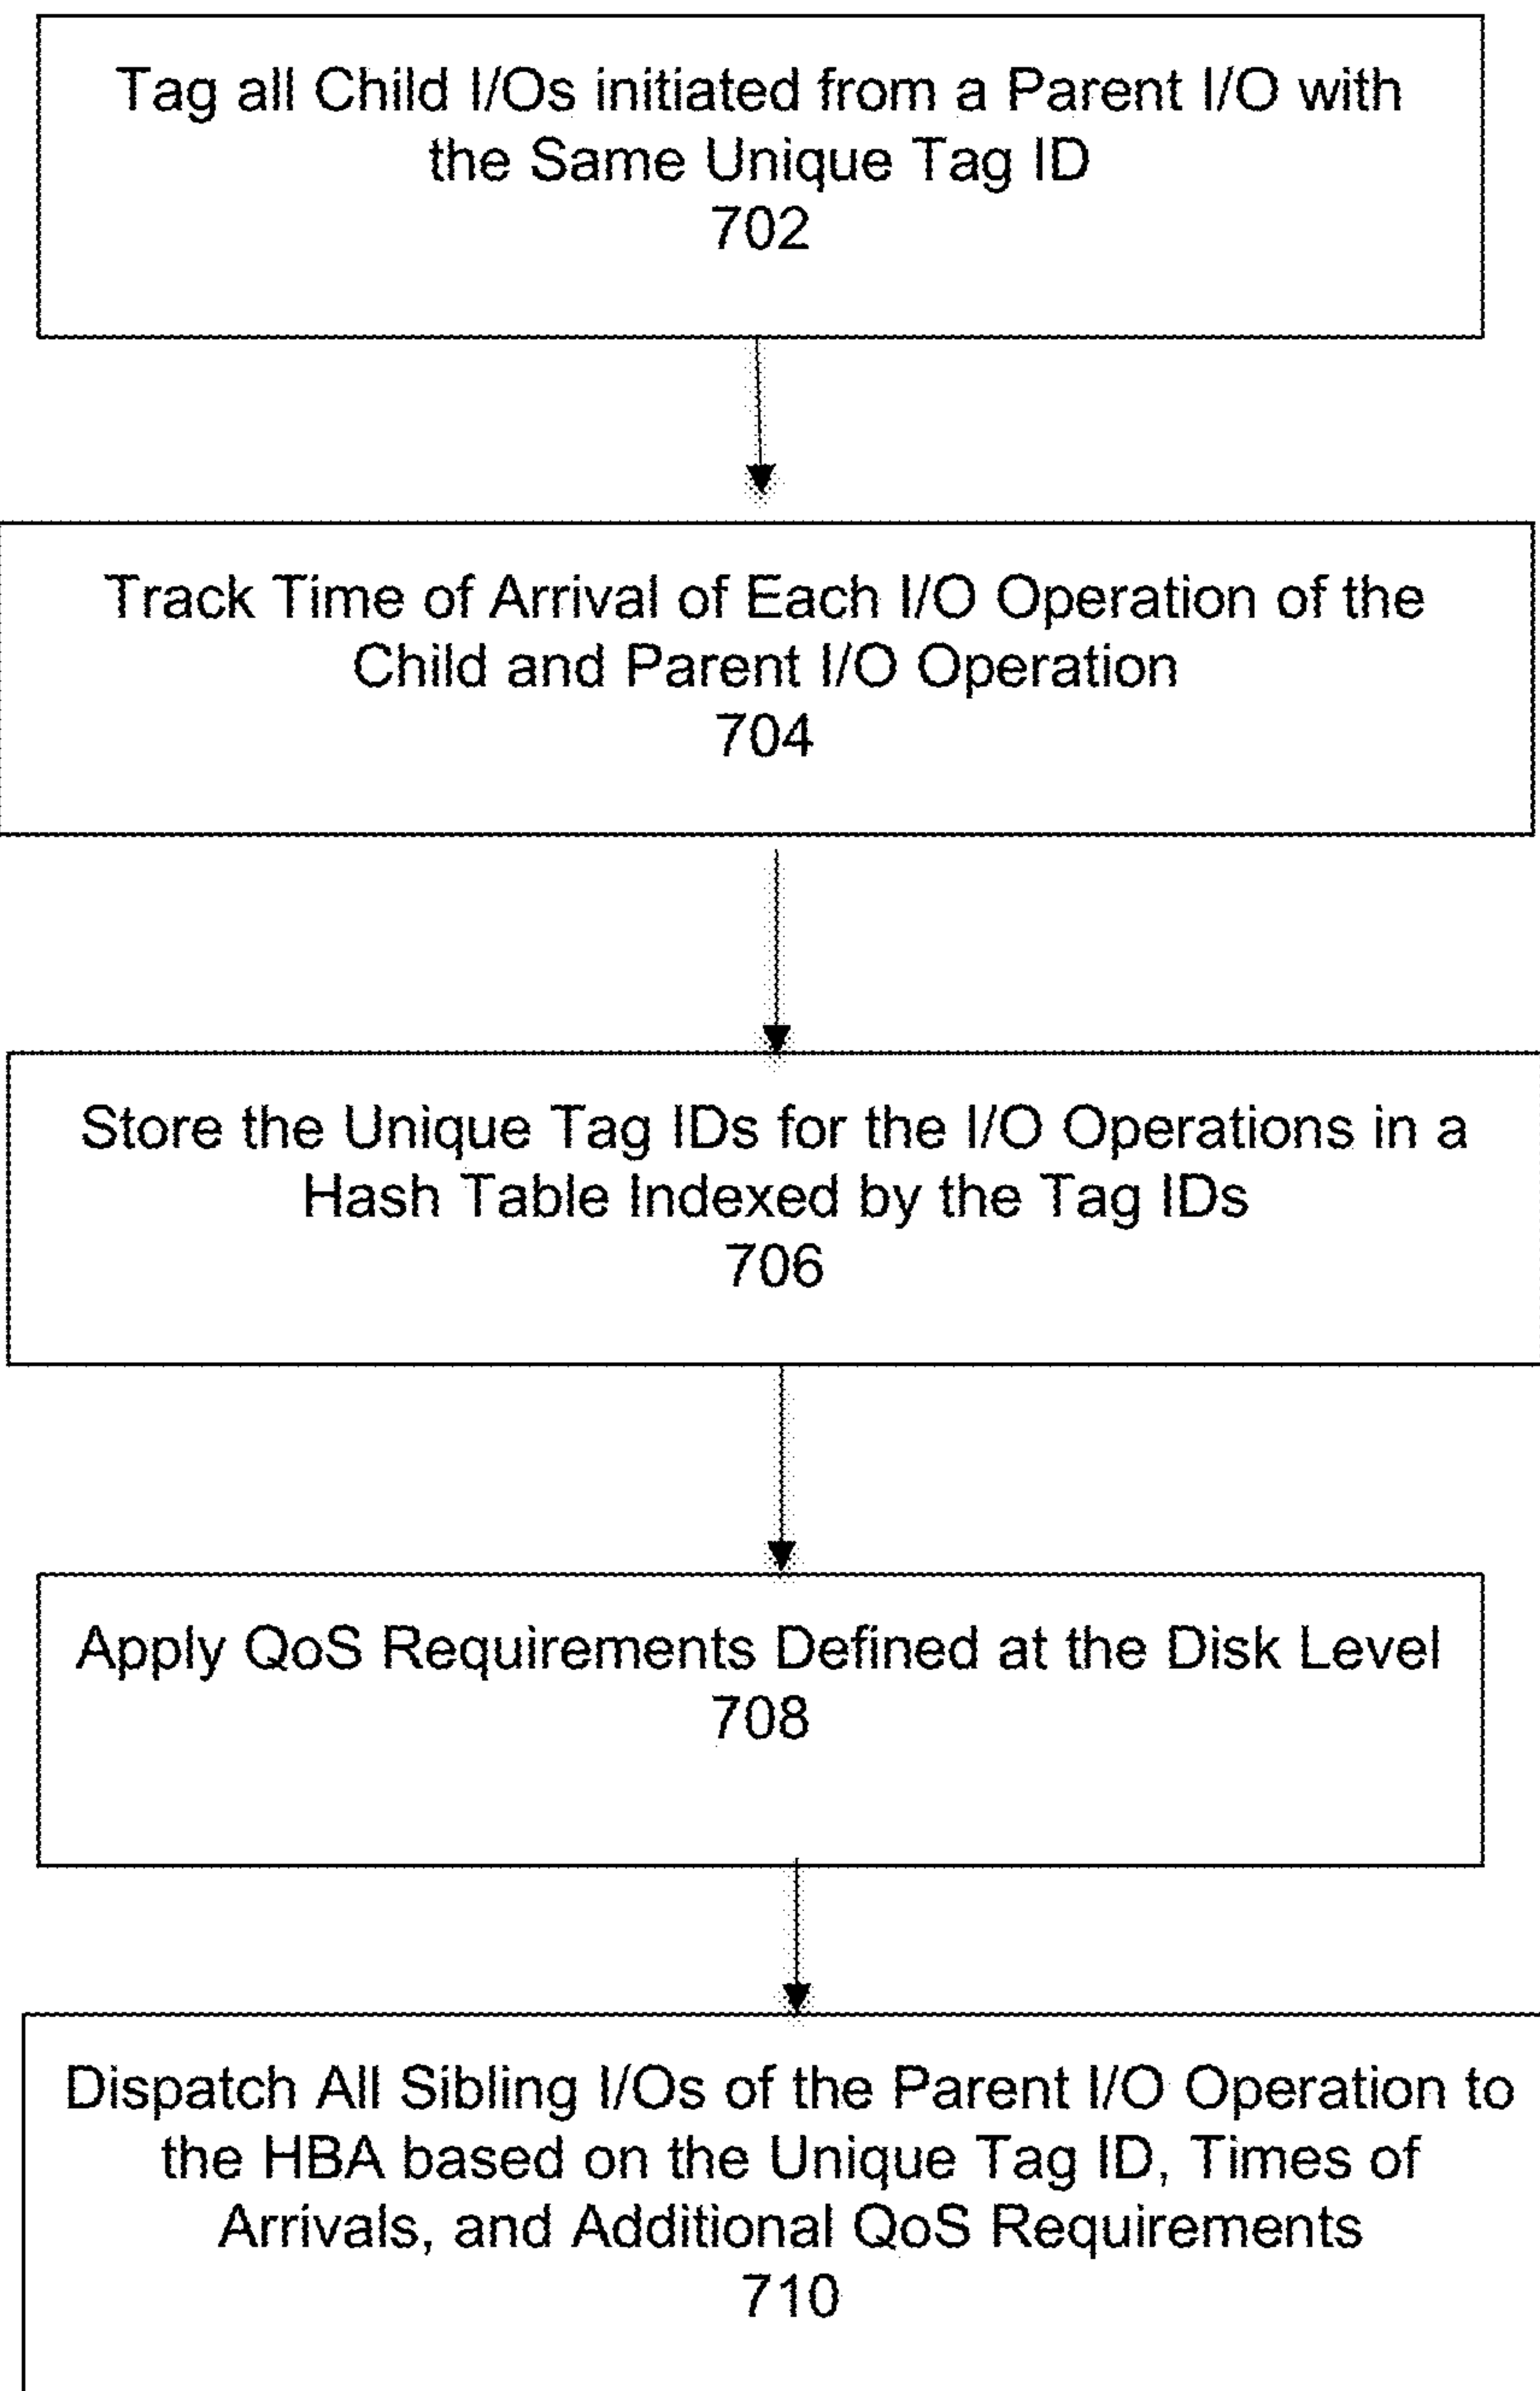 Tag all Child I/Os initiated from a Parent I/O with
the Same Unique Tag ID
702
Track Time of Arrival of Each I/O Operation of the
Child and Parent I/O Operation
704
Store the Unique Tag IDs for the I/O Operations in a
Hash Table Indexed by the Tag IDs
706
Apply QoS Requirements Defined at the Disk Level
708
Dispatch All Sibling I/Os of the Parent I/O Operation to
the HBA based on the Unique Tag ID, Times of
Arrivals, and Additional QoS Requirements
710